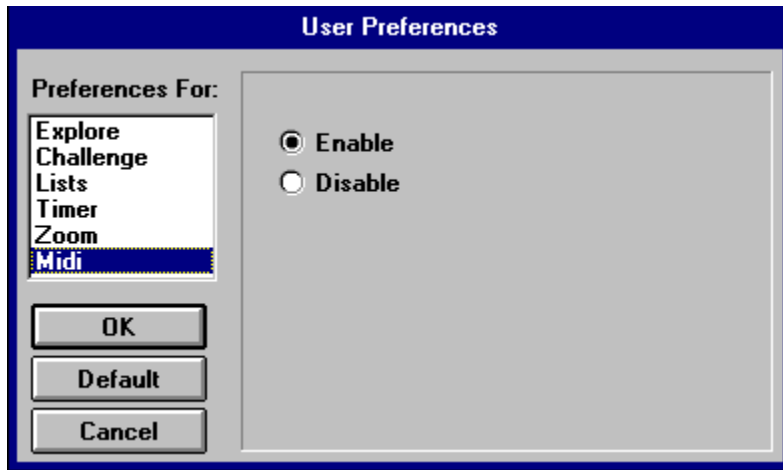 User Preferences
Preferences For:
Explore
Challenge
Lists
Timer
Zoom
Midi
OK
Default
Cancel
Enable
Disable